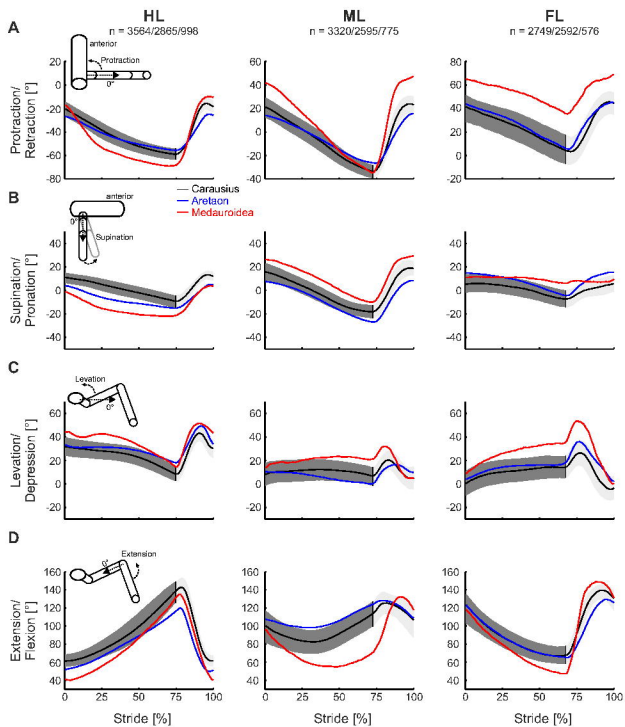 HL ML FL
n = 3564/2865/998 n = 3320/2595/775 n = 2749/2592/576
A
anterior
Protraction
0°
Protraction/
Retraction [°]
20
0
-20
-40
-60
-80
60
40
20
0
-20
-40
80
60
40
20
0
-20
B
anterior
0°
Supination
Carausius
Aretaon
Medauroidea
Supination/
Pronation [°]
40
20
0
-20
-40
40
20
0
-20
-40
40
20
0
-20
-40
C
Levation
0°
Levation/
Depression [°]
60
40
20
0
-20
60
40
20
0
-20
60
40
20
0
-20
D
0°
Extension
Extension/
Flexion [°]
160
140
120
100
80
60
40
160
140
120
100
80
60
40
160
140
120
100
80
60
40
0 25 50 75 100 0 25 50 75 100 0 25 50 75 100
Stride [%] Stride [%] Stride [%]